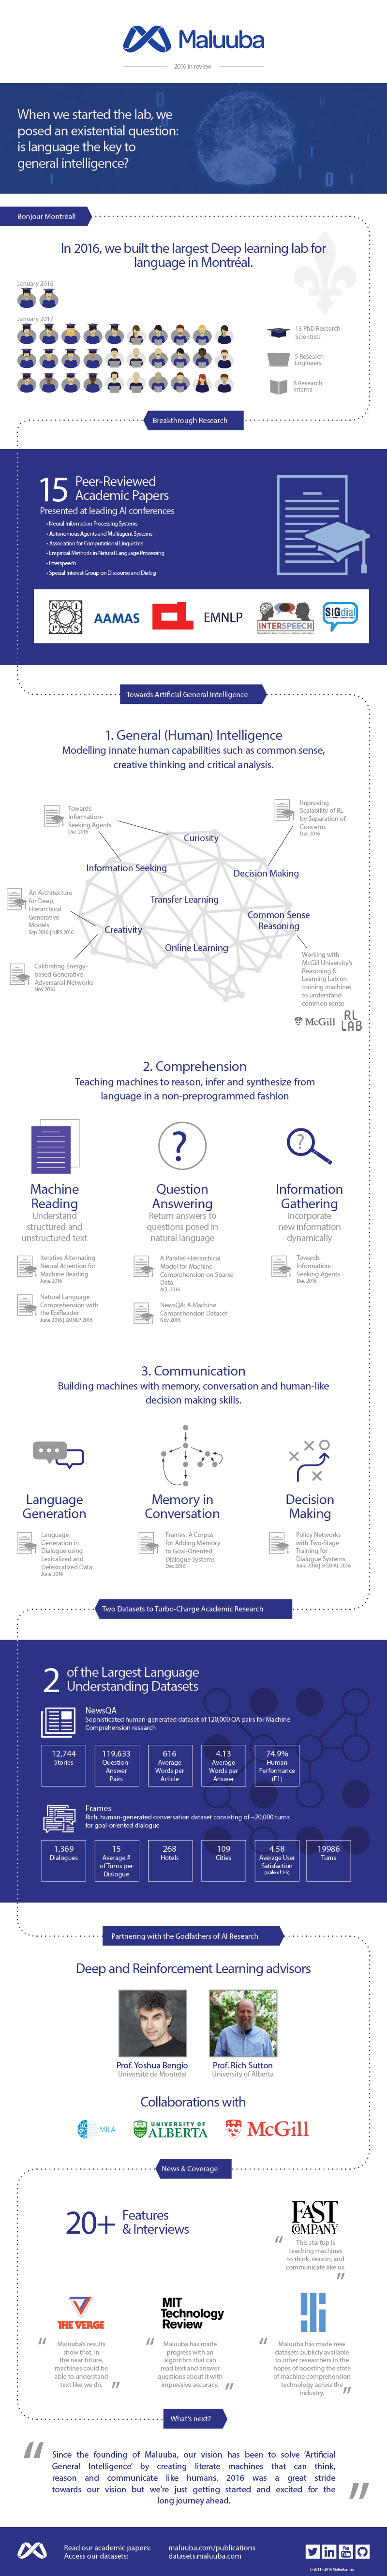 Maluuba
2016 in review
When we started the lab, we
posed an existential question:
is language the key to
general intelligence?
Bonjour Montréal!
In 2016, we built the largest Deep learning lab for
language in Montréal.
January 2016
January 2017
13 PhD Research
Scientists
5 Research
Engineers
8 Research
Interns
Breakthrough Research
15 Peer-Reviewed
Academic Papers
Presented at leading AI conferences
• Neural Information Processing Systems
• Autonomous Agents and Multiagent Systems
• Association for Computational Linguistics
• Empirical Methods in Natural Language Processing
• Interspeech
• Special Interest Group on Discourse and Dialog
NIPS
AAMAS
EMNLP
INTERSPEECH
SIGdial
Towards Artificial General Intelligence
1. General (Human) Intelligence
Modelling innate human capabilities such as common sense,
creative thinking and critical analysis.
Towards
Information-
Seeking Agents
Dec 2016
Improving
Scalability of RL
by Separation of
Concerns
Dec 2016
Curiosity
Information Seeking
Decision Making
An Architecture
for Deep,
Hierarchical
Generative
Models
Sep 2016 | NIPS 2016
Transfer Learning
Common Sense
Reasoning
Creativity
Online Learning
Calibrating Energy-
based Generative
Adversarial Networks
Nov 2016
Working with
McGill University's
Reasoning &
Learning Lab on
training machines
to understand
common sense
McGill
RL
LAB
2. Comprehension
Teaching machines to reason, infer and synthesize from
language in a non-preprogrammed fashion
Machine
Reading
Understand
structured and
unstructured text
Iterative Alternating
Neural Attention for
Machine Reading
June 2016
Natural Language
Comprehension with
the EpiReader
June 2016 | EMNLP 2016
?
Question
Answering
Return answers to
questions posed in
natural language
A Parallel-Hierarchical
Model for Machine
Comprehension on Sparse
Data
ACL 2016
NewsQA: A Machine
Comprehension Dataset
Nov 2016
?
Information
Gathering
Incorporate
new information
dynamically
Towards
Information-
Seeking Agents
Dec 2016
3. Communication
Building machines with memory, conversation and human-like
decision making skills.
Language
Generation
Language
Generation in
Dialogue using
Lexicalized and
Delexicalized Data
June 2016
Memory in
Conversation
Frames: A Corpus
for Adding Memory
to Goal-Oriented
Dialogue Systems
Dec 2016
Decision
Making
Policy Networks
with Two-Stage
Training for
Dialogue Systems
June 2016 | SIGDIAL 2016
Two Datasets to Turbo-Charge Academic Research
2 of the Largest Language
Understanding Datasets
NewsQA
Sophisticated human-generated dataset of 120,000 QA pairs for Machine
Comprehension research
12,744
Stories
119,633
Question-
Answer
Pairs
616
Average
Words per
Article
4.13
Average
Words per
Answer
74.9%
Human
Performance
(F1)
Frames
Rich, human-generated conversation dataset consisting of ~20,000 turns
for goal-oriented dialogue
1,369
Dialogues
15
Average #
of Turns per
Dialogue
268
Hotels
109
Cities
4.58
Average User
Satisfaction
(scale of 1-5)
19986
Turns
Partnering with the Godfathers of AI Research
Deep and Reinforcement Learning advisors
Prof. Yoshua Bengio
Université de Montréal
Prof. Rich Sutton
University of Alberta
Collaborations with
MILA
UNIVERSITY OF
ALBERTA
McGill
News & Coverage
20+ Features
& Interviews
FAST
COMPANY
" This startup Is
teaching machines
to think, reason, and
communicate like us. "
THE VERGE
" Maluuba's results
show that, in
the near future,
machines could be
able to understand
text like we do. "
MIT
Technology
Review
" Maluuba has made
progress with an
algorithm that can
read text and answer
questions about it with
impressive accuracy. "
" Maluuba has made new
datasets publicly available
to other researchers in the
hopes of boosting the state
of machine comprehension
technology across the
industry. "
What's next?
" Since the founding of Maluuba, our vision has been to solve 'Artificial
General Intelligence' by creating literate machines that can think,
reason and communicate like humans. 2016 was a great stride
towards our vision but we're just getting started and excited for the
long journey ahead. "
Read our academic papers: maluuba.com/publications
Access our datasets: datasets.maluuba.com
You Tube
© 2011 - 2016 Maluuba, Inc.